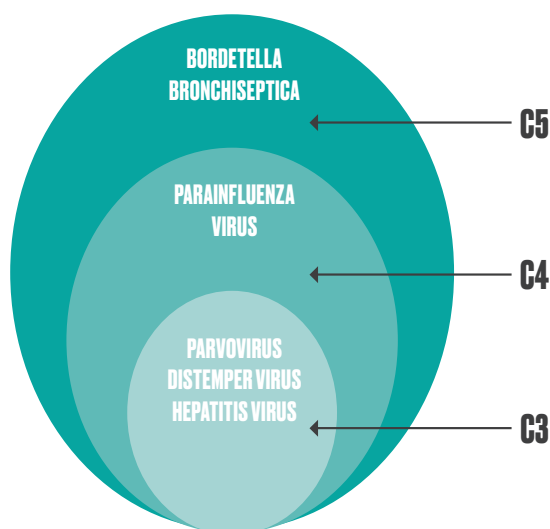 BORDETELLA
BRONCHISEPTICA
C5
PARAINFLUENZA
VIRUS
C4
PARVOVIRUS
DISTEMPER VIRUS
HEPATITIS VIRUS
C3